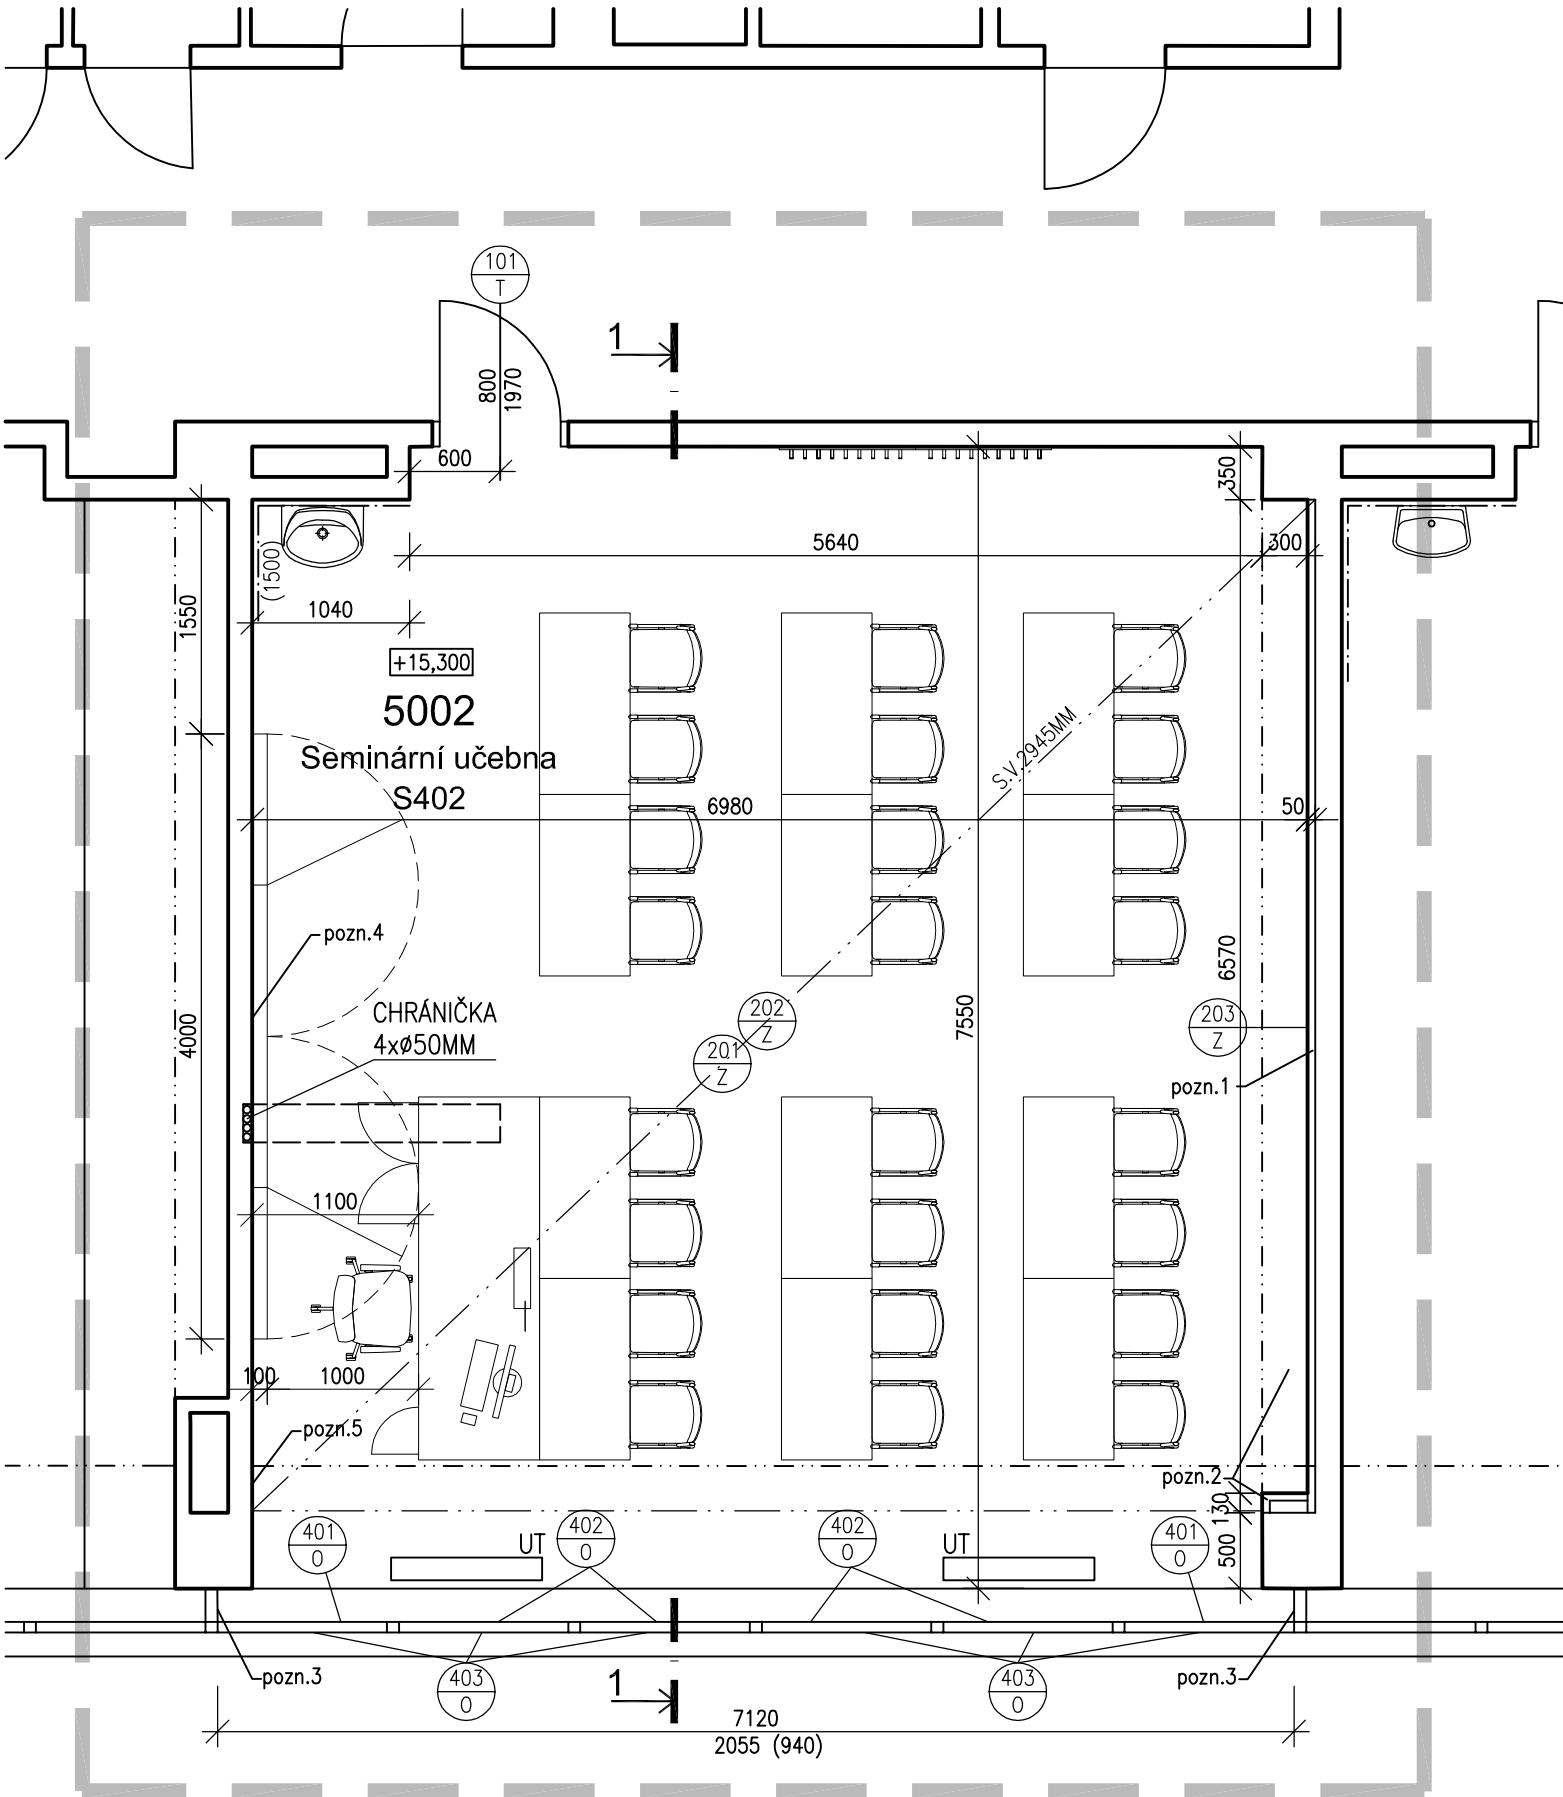 101
T
1
800
1970
600
350
5640
300
(1500)
1550
1040
+15,300
5002
Seminární učebna
S402
S.V.2945MM
6980
50
pozn.4
6570
CHRÁNIČKA
4xø50MM
4000
7550
202
Z
201
Z
203
Z
pozn.1
1100
100
1000
pozn.5
pozn.2
130
500
401
0
UT
402
0
402
0
UT
401
0
pozn.3
403
0
1
403
0
pozn.3
7120
2055 (940)